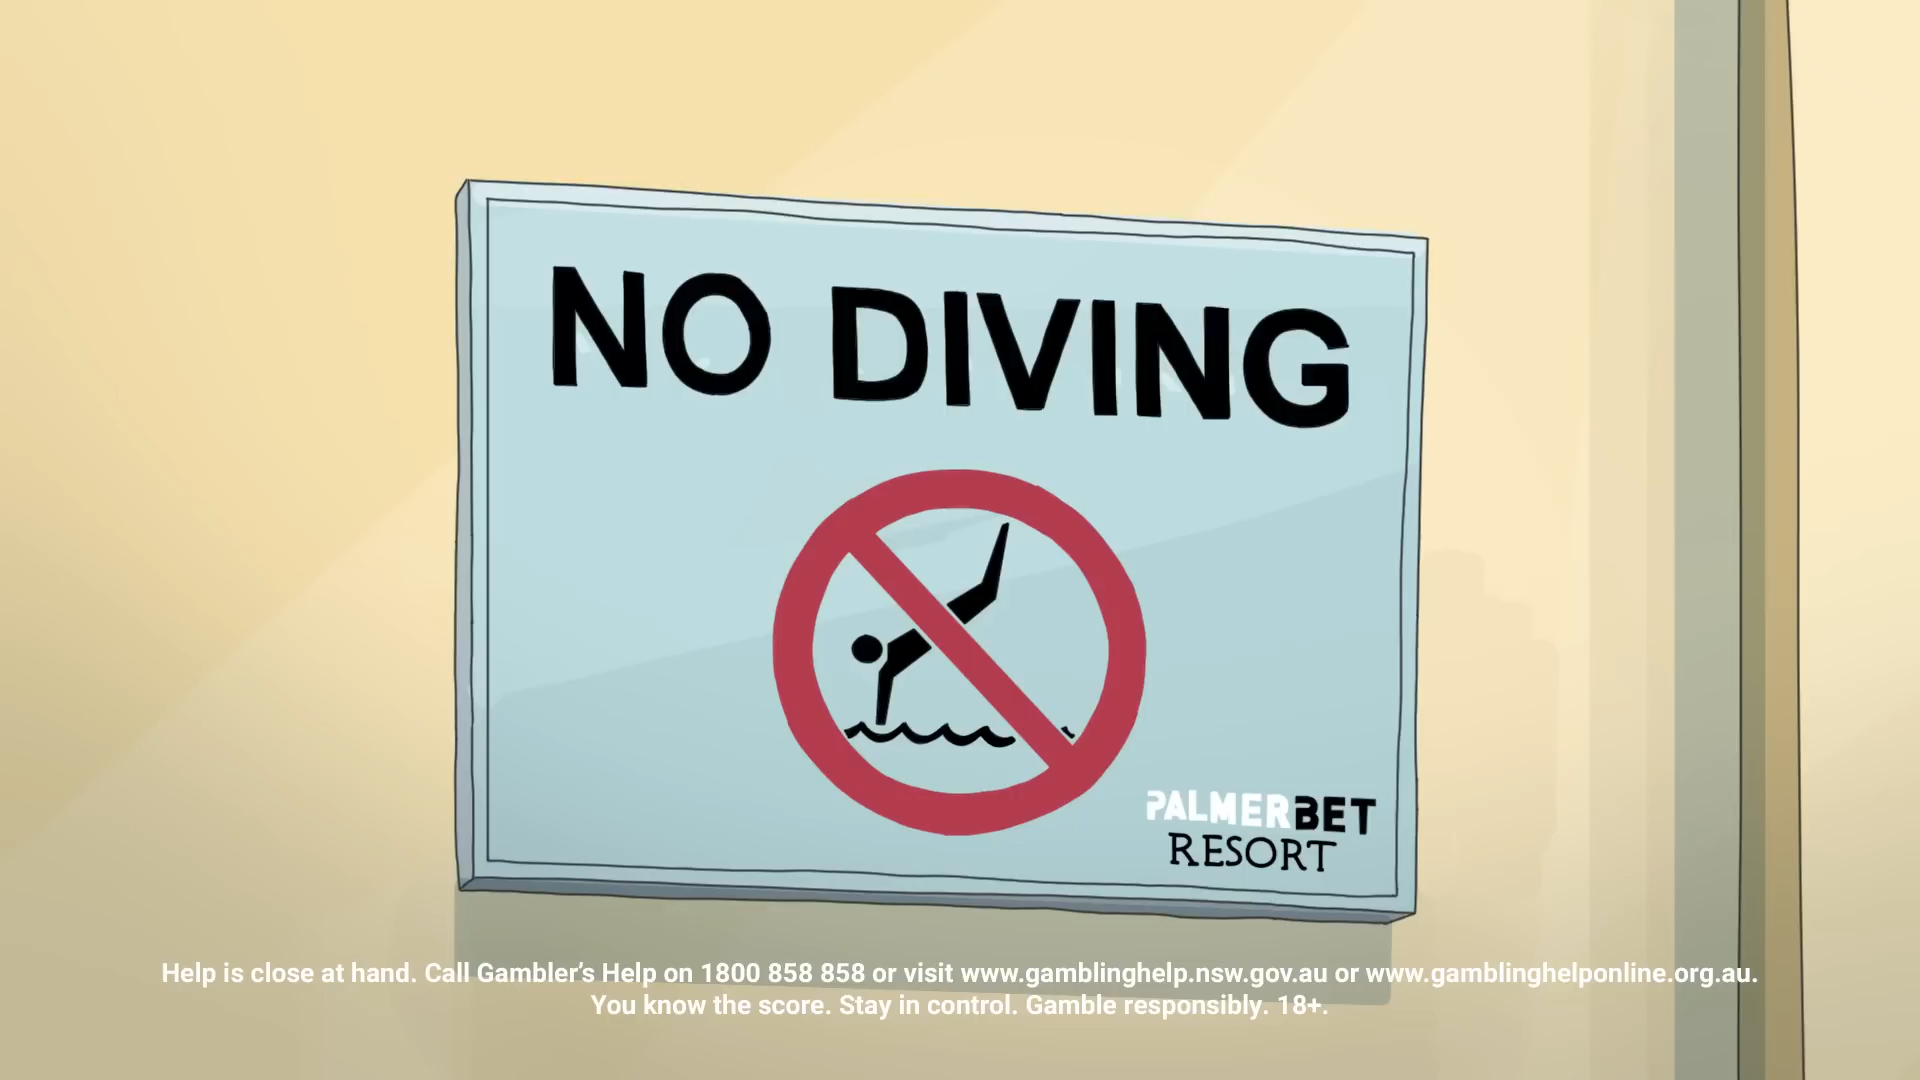 NO DIVING
PALMERBET
RESORT
Help is close at hand. Call Gambler’s Help on 1800 858 858 or visit www.gamblinghelp.nsw.gov.au or www.gamblinghelponline.org.au.
You know the score. Stay in control. Gamble responsibly. 18+.